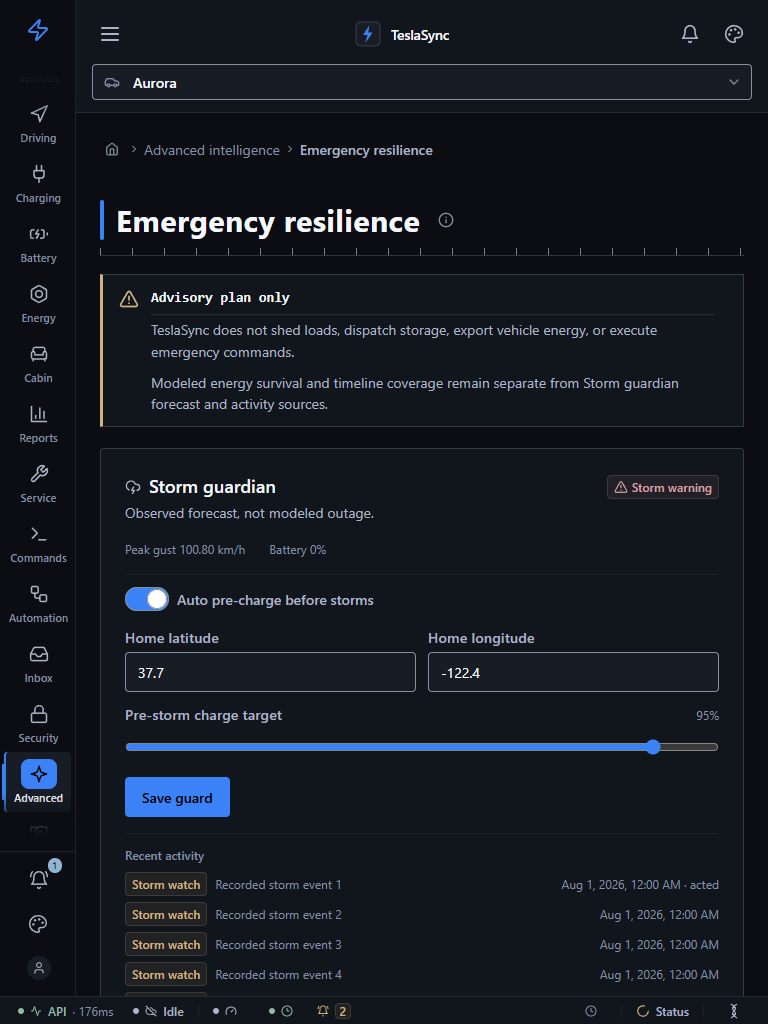 TeslaSync
Aurora
Driving
Charging
Battery
Energy
Cabin
Reports
Service
Commands
Automation
Inbox
Security
Advanced
1
Advanced intelligence
Emergency resilience
Emergency resilience
Advisory plan only
TeslaSync does not shed loads, dispatch storage, export vehicle energy, or execute
emergency commands.
Modeled energy survival and timeline coverage remain separate from Storm guardian
forecast and activity sources.
Storm guardian
Storm warning
Observed forecast, not modeled outage.
Peak gust 100.80 km/h Battery 0%
Auto pre-charge before storms
Home latitude Home longitude
37.7 -122.4
Pre-storm charge target 95%
Save guard
Recent activity
Storm watch Recorded storm event 1 Aug 1, 2026, 12:00 AM · acted
Storm watch Recorded storm event 2 Aug 1, 2026, 12:00 AM
Storm watch Recorded storm event 3 Aug 1, 2026, 12:00 AM
Storm watch Recorded storm event 4 Aug 1, 2026, 12:00 AM
API · 176ms Idle 2 Status